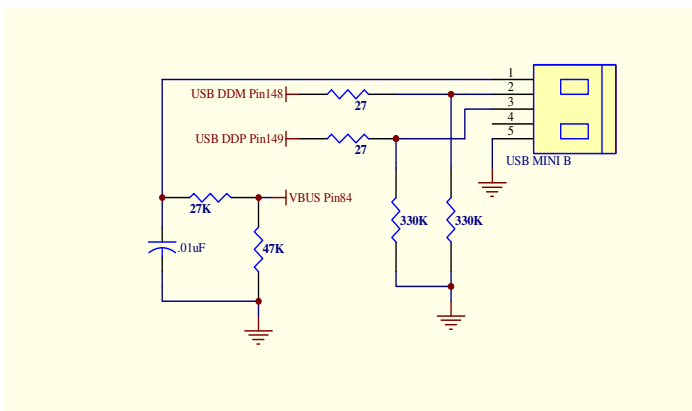 1
USB DDM Pin148
27
2
3
4
USB DDP Pin149
27
5
USB MINI B
27K
VBUS Pin84
330K
330K
.01uF
47K